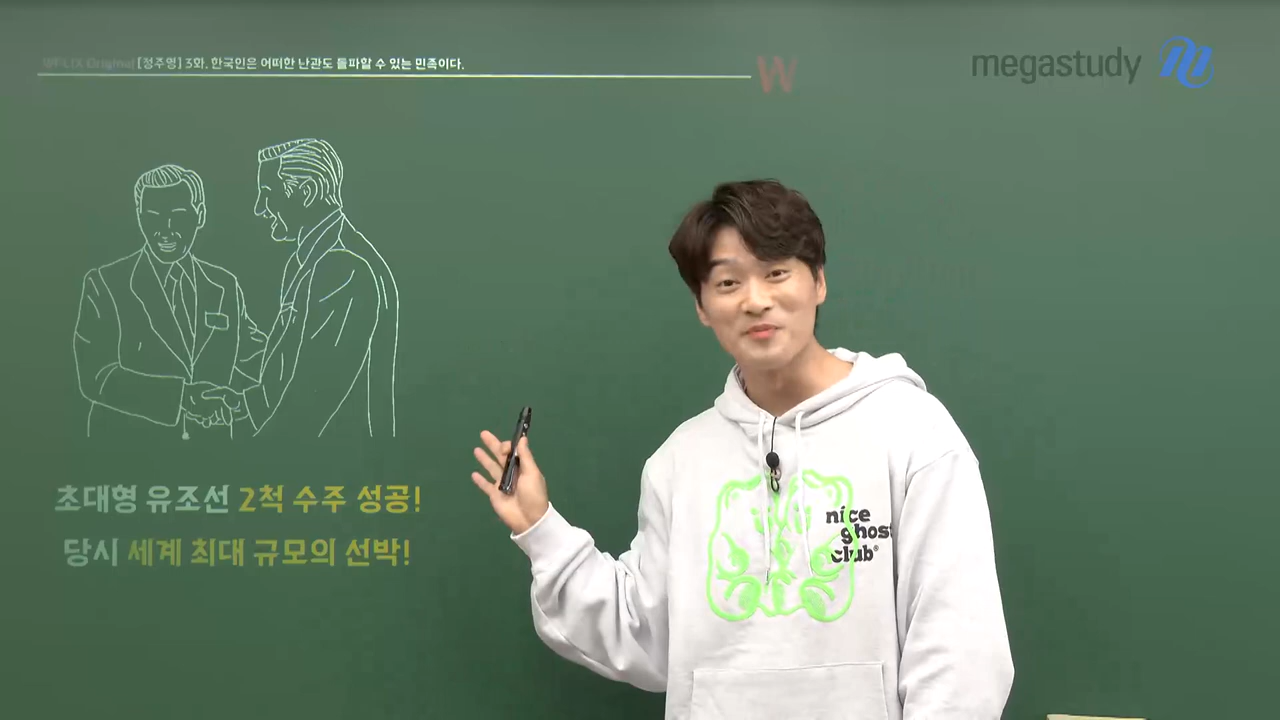 WFLIX Original [정주영] 3화. 한국인은 어떠한 난관도 돌파할 수 있는 민족이다.
W
megastudy
초대형 유조선 2척 수주 성공!
당시 세계 최대 규모의 선박!
nice
ghost
club®